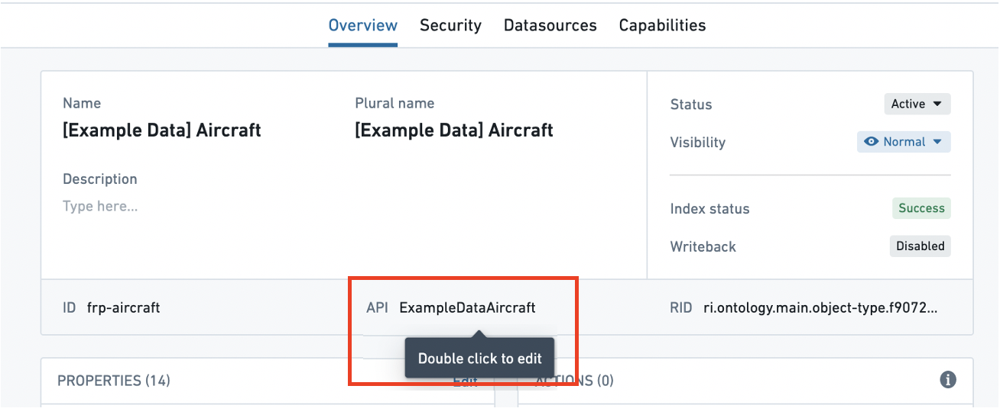 Overview Security Datasources Capabilities
Name
[Example Data] Aircraft
Plural name
[Example Data] Aircraft
Description
Type here...
Status Active
Visibility Normal
Index status Success
Writeback Disabled
ID frp-aircraft
API ExampleDataAircraft
RID ri.ontology.main.object-type.f9072...
Double click to edit
PROPERTIES (14) Edit
ACTIONS (0)